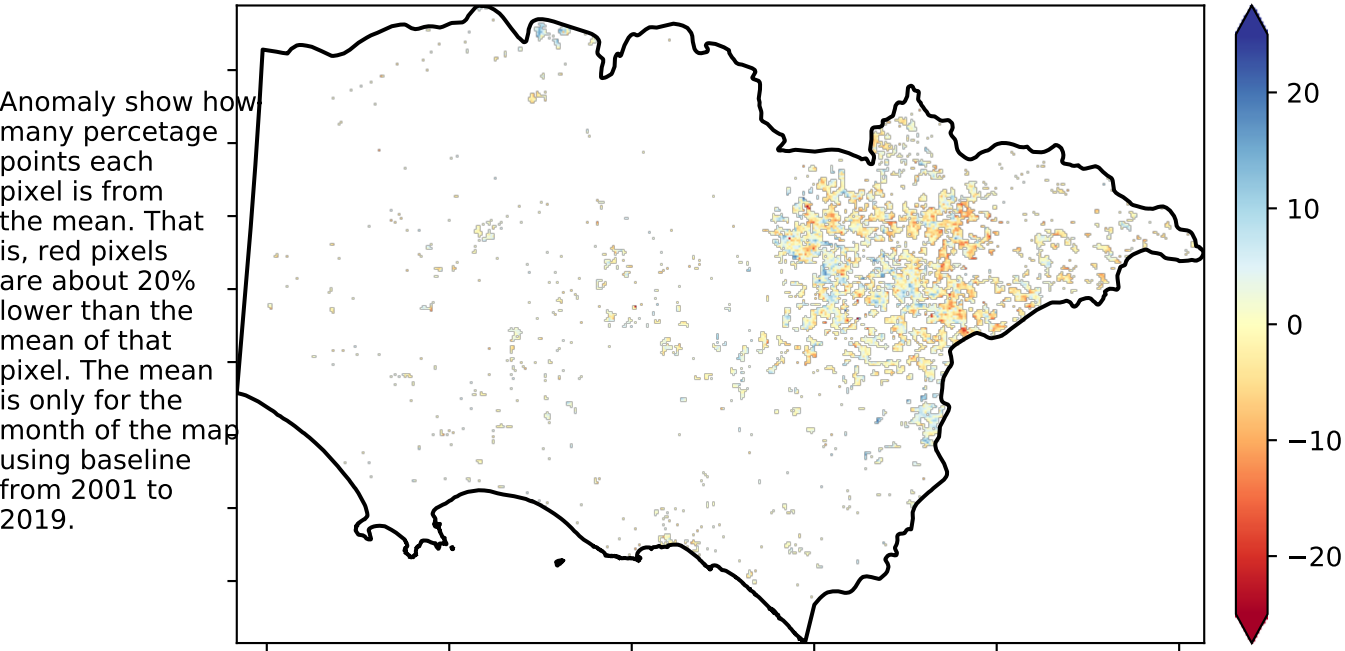 Anomaly show how
many percetage
points each
pixel is from
the mean. That
is, red pixels
are about 20%
lower than the
mean of that
pixel. The mean
is only for the
month of the map
using baseline
from 2001 to
2019.
20
10
0
−10
−20